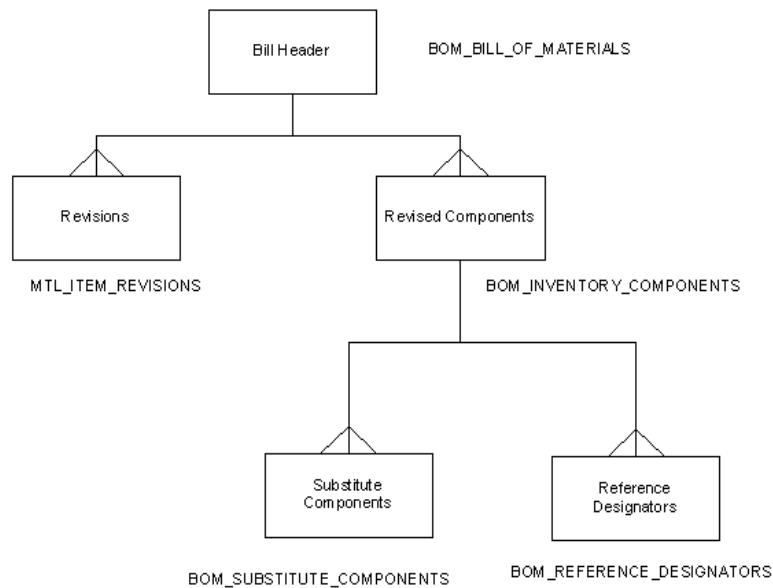 Bill Header
BOM_BILL_OF_MATERIALS
Revisions
Revised Components
MTL_ITEM_REVISIONS
BOM_INVENTORY_COMPONENTS
Substitute
Components
Reference
Designators
BOM_SUBSTITUTE_COMPONENTS
BOM_REFERENCE_DESIGNATORS